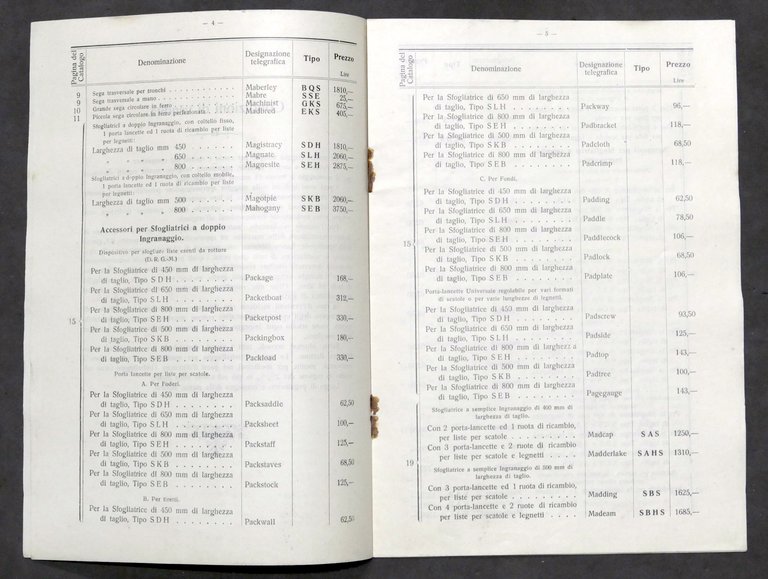 — 4 —
Pagina del Catalogo
Denominazione
Designazione telegrafica
Tipo
Prezzo
Lire
9 Sega trasversale per tronchi Maberley BQS 1810,—
9 Sega trasversale a mano Mabre SSE 25,—
10 Grande sega circolare in ferro Machinist GKS
11 Piccola sega circolare in ferro perfezionata Madbred EKS 405,—
Sfogliatrici a doppio Ingranaggio, con coltello fisso,
1 porta lancette ed 1 ruota di ricambio per liste
per legnetti:
Larghezza di taglio mm 450 Magistracy SDH 1810,—
„ „ „ 650 Magnate SLH 2060,—
„ „ „ 800 Magnesite SEH 2875,—
Sfogliatrici a doppio Ingranaggio, con coltello mobile,
1 porta lancette ed 1 ruota di ricambio per liste
per legnetti:
Larghezza di taglio mm 500 Magotpie SKB 2060,—
„ „ „ 800 Mahogany SEB 3750,—
Accessori per Sfogliatrici a doppio
Ingranaggio.
Dispositivo per sfogliare liste esenti da rotture
(D. R. G.-M.)
Per la Sfogliatrice di 450 mm di larghezza
di taglio, Tipo SDH Package 168,—
Per la Sfogliatrice di 650 mm di larghezza
di taglio, Tipo SLH Packetboat 312,—
Per la Sfogliatrice di 800 mm di larghezza
di taglio, Tipo SEH Packetpost 330,—
15 Per la Sfogliatrice di 500 mm di larghezza
di taglio, Tipo SKB Packingbox 180,—
Per la Sfogliatrice di 800 mm di larghezza
di taglio, Tipo SEB Packload 330,—
Porta lancette per liste per scatole.
A. Per Foderi.
Per la Sfogliatrice di 450 mm di larghezza
di taglio, Tipo SDH Packsaddle 62,50
Per la Sfogliatrice di 650 mm di larghezza
di taglio, Tipo SLH Packsheet 100,—
Per la Sfogliatrice di 800 mm di larghezza
di taglio, Tipo SEH Packstaff 125,—
Per la Sfogliatrice di 500 mm di larghezza
di taglio, Tipo SKB Packstaves 68,50
Per la Sfogliatrice di 800 mm di larghezza
di taglio, Tipo SEB Packstock 125,—
B. Per tiretti.
Per la Sfogliatrice di 450 mm di larghezza
di taglio, Tipo SDH Packwall 62,50
— 5 —
Pagina del Catalogo
Denominazione
Designazione telegrafica
Tipo
Prezzo
Lire
Per la Sfogliatrice di 650 mm di larghezza
di taglio, Tipo SLH Packway 96,—
Per la Sfogliatrice di 800 mm di larghezza
di taglio, Tipo SEH Padbracket 118,—
Per la Sfogliatrice di 500 mm di larghezza
di taglio, Tipo SKB Padcloth 68,50
Per la Sfogliatrice di 800 mm di larghezza
di taglio, Tipo SEB Padcrimp 118,—
C. Per Fondi.
Per la Sfogliatrice di 450 mm di larghezza
di taglio, Tipo SDH Padding 62,50
Per la Sfogliatrice di 650 mm di larghezza
di taglio, Tipo SLH Paddle 78,50
Per la Sfogliatrice di 800 mm di larghezza
di taglio, Tipo SEH Paddlecock 106,—
15 Per la Sfogliatrice di 500 mm di larghezza
di taglio, Tipo SKB Padlock 68,50
Per la Sfogliatrice di 800 mm di larghezza
di taglio, Tipo SEB Padplate 106,—
Porta-lancette Universale regolabile per vari formati
di scatole o per varie lunghezze di legnetti.
Per la Sfogliatrice di 450 mm di larghezza
di taglio, Tipo SDH Padscrew 93,50
Per la Sfogliatrice di 650 mm di larghezza
di taglio, Tipo SLH Padside 125,—
Per la Sfogliatrice di 800 mm di larghezza
di taglio, Tipo SEH Padtop 143,—
Per la Sfogliatrice di 500 mm di larghezza
di taglio, Tipo SKB Padtree 100,—
Per la Sfogliatrice di 800 mm di larghezza
di taglio, Tipo SEB Pagegauge 143,—
Sfogliatrice a semplice Ingranaggio di 400 mm di
larghezza di taglio.
Con 2 porta-lancette ed 1 ruota di ricambio,
per liste per scatole Madcap SAS 1250,—
Con 3 porta-lancette e 2 ruote di ricambio
per liste per scatole e legnetti Madderlake SAHS 1310,—
19 Sfogliatrice a semplice Ingranaggio di 800 mm di
larghezza di taglio.
Con 3 porta-lancette ed 1 ruota di ricambio,
per liste per scatole Madding SBS 1625,—
Con 4 porta-lancette e 2 ruote di ricambio
per liste per scatole e legnetti Madeam SBHS 1685,—